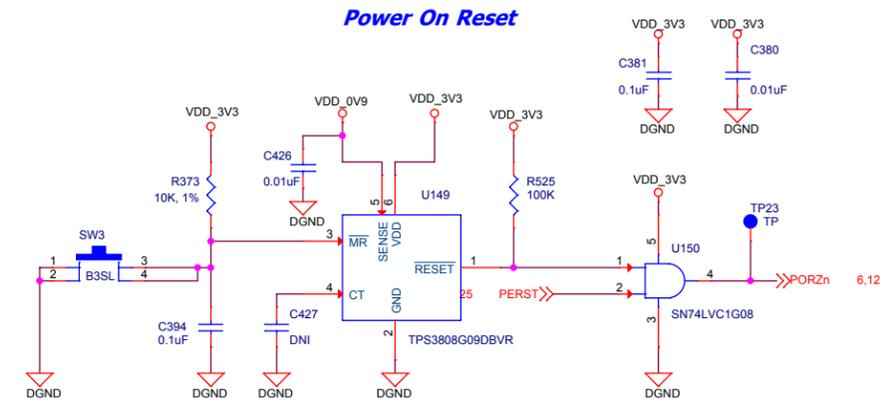 Power On Reset
VDD_3V3
VDD_3V3
C381
0.1uF
C380
0.01uF
DGND
DGND
VDD_3V3
VDD_0V9
VDD_3V3
VDD_3V3
C426
0.01uF
DGND
R373
10K, 1%
U149
R525
100K
VDD_3V3
TP23
TP
SW3
1
2
B3SL
3
4
3
MR
5
SENSE
6
VDD
RESET
1
4
CT
GND
2
25
PERST
1
2
5
U150
4
3
SN74LVC1G08
PORZn
6,12
C394
0.1uF
C427
DNI
TPS3808G09DBVR
DGND
DGND
DGND
DGND
DGND